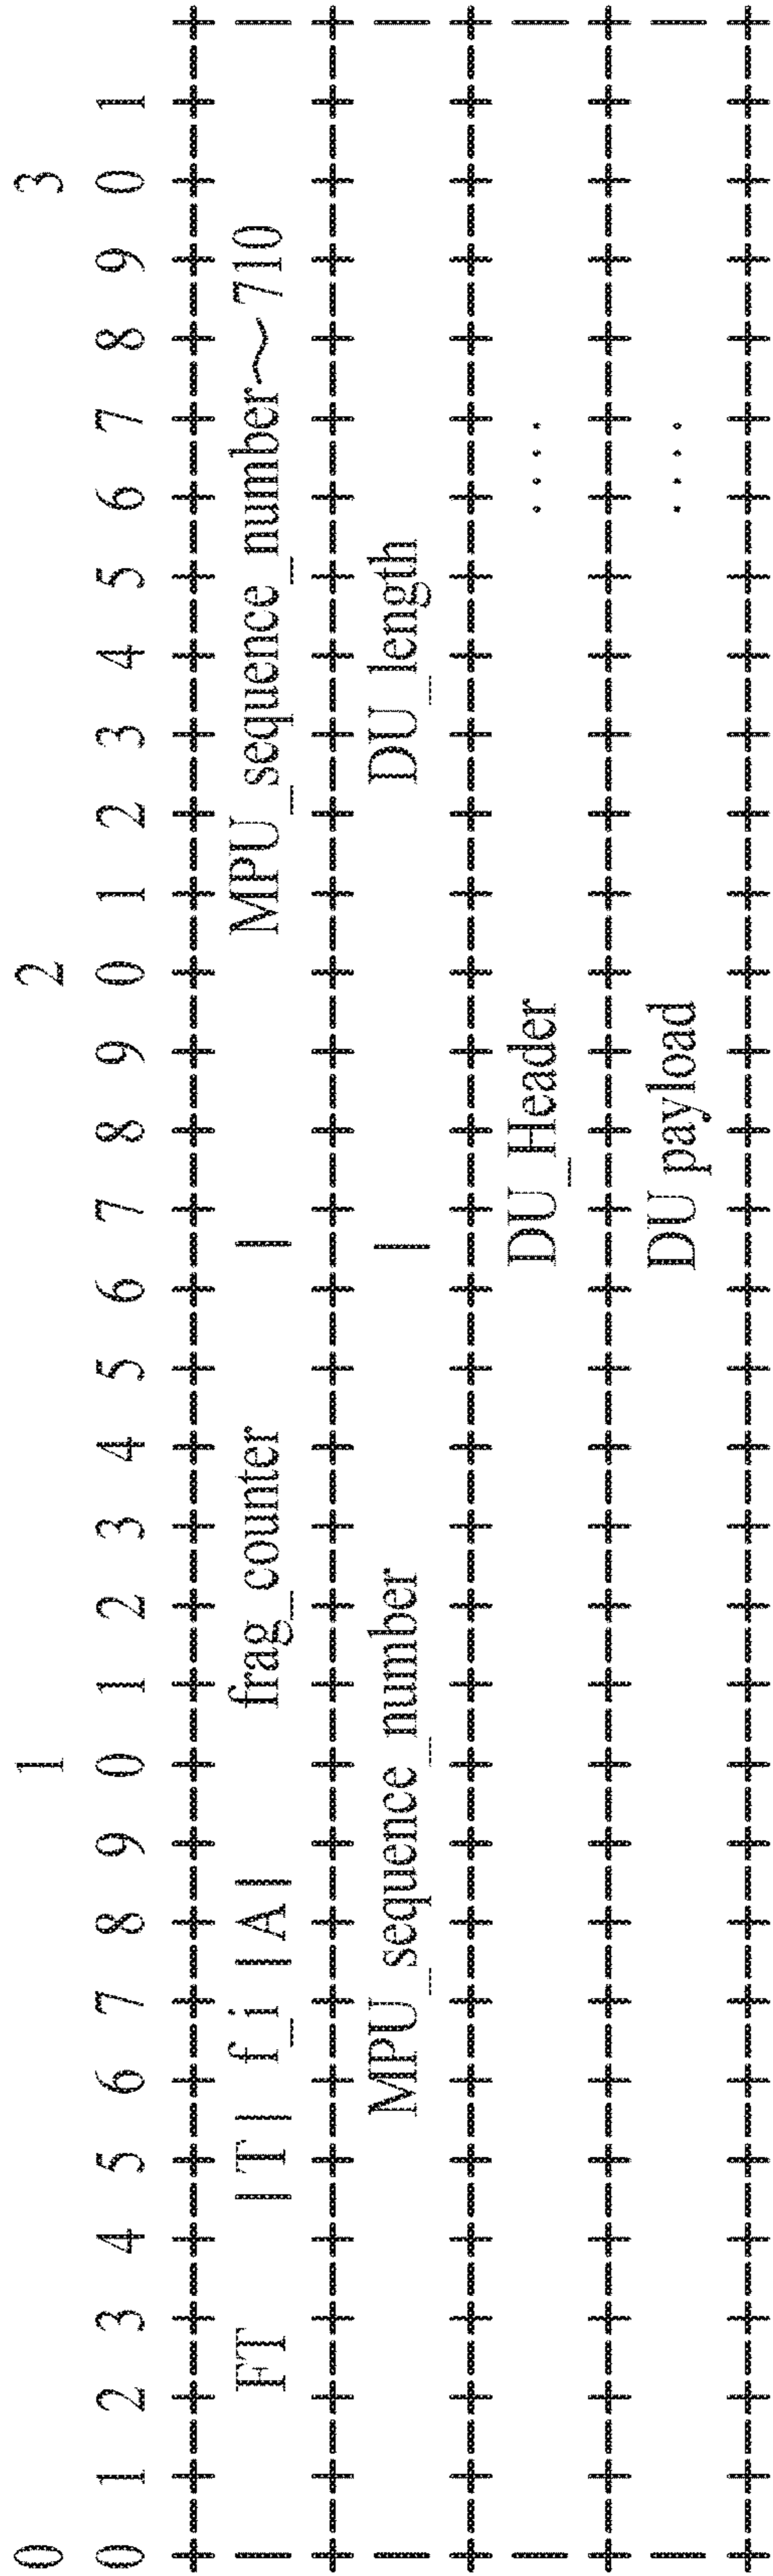 0 1 2 3
0 1 2 3 4 5 6 7 8 9 0 1 2 3 4 5 6 7 8 9 0 1 2 3 4 5 6 7 8 9 0 1
+-+-+-+-+-+-+-+-+-+-+-+-+-+-+-+-+-+-+-+-+-+-+-+-+-+-+-+-+-+-+-+-+
| FT |T| f_i |A| frag_counter | MPU_sequence_number~710 |
+-+-+-+-+-+-+-+-+-+-+-+-+-+-+-+-+-+-+-+-+-+-+-+-+-+-+-+-+-+-+-+-+
| MPU_sequence_number | DU_length |
+-+-+-+-+-+-+-+-+-+-+-+-+-+-+-+-+-+-+-+-+-+-+-+-+-+-+-+-+-+-+-+-+
| DU_Header .... |
+-+-+-+-+-+-+-+-+-+-+-+-+-+-+-+-+-+-+-+-+-+-+-+-+-+-+-+-+-+-+-+-+
| DU payload .... |
+-+-+-+-+-+-+-+-+-+-+-+-+-+-+-+-+-+-+-+-+-+-+-+-+-+-+-+-+-+-+-+-+